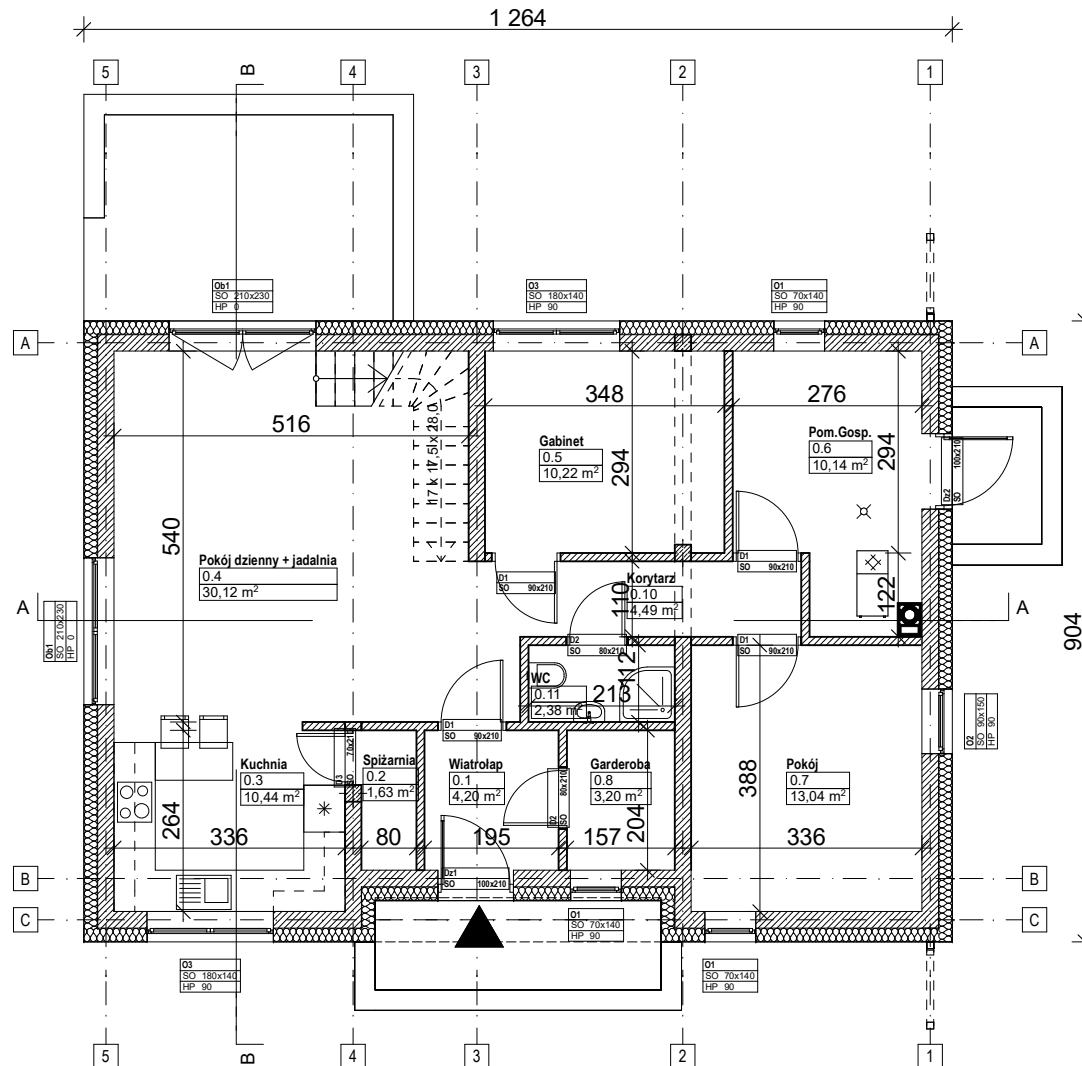 1 264
B
5
4
3
2
1
Ob1
SO 210x230
HP 0
O3
SO 180x140
HP 90
O1
SO 70x140
HP 90
A
A
516
348
276
17 x 17,5 x 28,0
Gabinet
0.5
10,22 m²
294
Pom.Gosp.
0.6
10,14 m²
294
Dz2
SO 100x210
540
Pokój dzienny + jadalnia
0.4
30,12 m²
D1
SO 90x210
Korytarz
0.10
4,49 m²
110
D1
SO 90x210
122
A
A
904
Ob1
SO 210x230
HP 0
D2
SO 80x210
D1
SO 90x210
WC
0.11
2,38 m²
112
213
O2
SO 90x150
HP 90
D1
SO 90x210
D3
SO 70x210
Kuchnia
0.3
10,44 m²
Spiżarnia
0.2
1,63 m²
Wiatrołap
0.1
4,20 m²
D2
SO 80x210
Garderoba
0.8
3,20 m²
Pokój
0.7
13,04 m²
388
264
204
336
80
195
157
336
Dz1
SO 100x210
B
B
C
C
O1
SO 70x140
HP 90
O3
SO 180x140
HP 90
O1
SO 70x140
HP 90
5
B
4
3
2
1